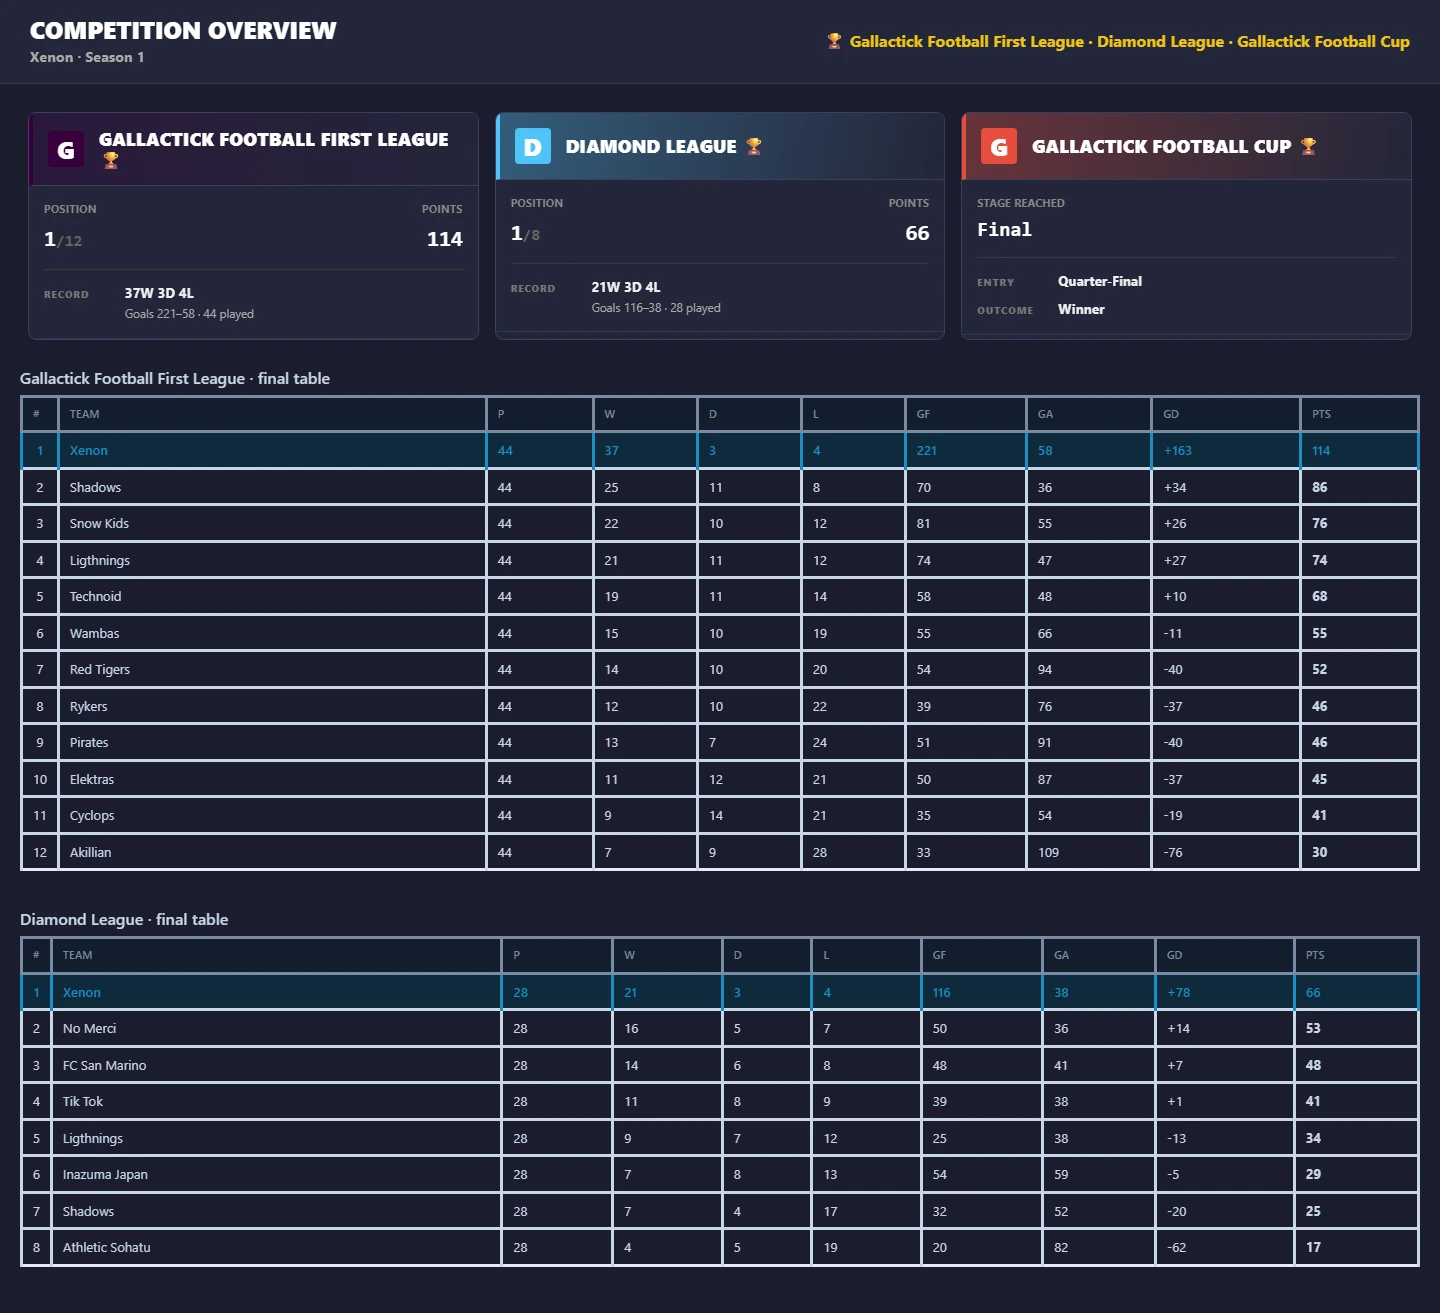 COMPETITION OVERVIEW
Xenon · Season 1
🏆 Gallactick Football First League · Diamond League · Gallactick Football Cup
G GALLACTICK FOOTBALL FIRST LEAGUE 🏆
POSITION POINTS
1/12 114
RECORD 37W 3D 4L
Goals 221–58 · 44 played
D DIAMOND LEAGUE 🏆
POSITION POINTS
1/8 66
RECORD 21W 3D 4L
Goals 116–38 · 28 played
G GALLACTICK FOOTBALL CUP 🏆
STAGE REACHED
Final
ENTRY Quarter-Final
OUTCOME Winner
Gallactick Football First League · final table
# TEAM P W D L GF GA GD PTS
1 Xenon 44 37 3 4 221 58 +163 114
2 Shadows 44 25 11 8 70 36 +34 86
3 Snow Kids 44 22 10 12 81 55 +26 76
4 Ligthnings 44 21 11 12 74 47 +27 74
5 Technoid 44 19 11 14 58 48 +10 68
6 Wambas 44 15 10 19 55 66 -11 55
7 Red Tigers 44 14 10 20 54 94 -40 52
8 Rykers 44 12 10 22 39 76 -37 46
9 Pirates 44 13 7 24 51 91 -40 46
10 Elektras 44 11 12 21 50 87 -37 45
11 Cyclops 44 9 14 21 35 54 -19 41
12 Akillian 44 7 9 28 33 109 -76 30
Diamond League · final table
# TEAM P W D L GF GA GD PTS
1 Xenon 28 21 3 4 116 38 +78 66
2 No Merci 28 16 5 7 50 36 +14 53
3 FC San Marino 28 14 6 8 48 41 +7 48
4 Tik Tok 28 11 8 9 39 38 +1 41
5 Ligthnings 28 9 7 12 25 38 -13 34
6 Inazuma Japan 28 7 8 13 54 59 -5 29
7 Shadows 28 7 4 17 32 52 -20 25
8 Athletic Sohatu 28 4 5 19 20 82 -62 17